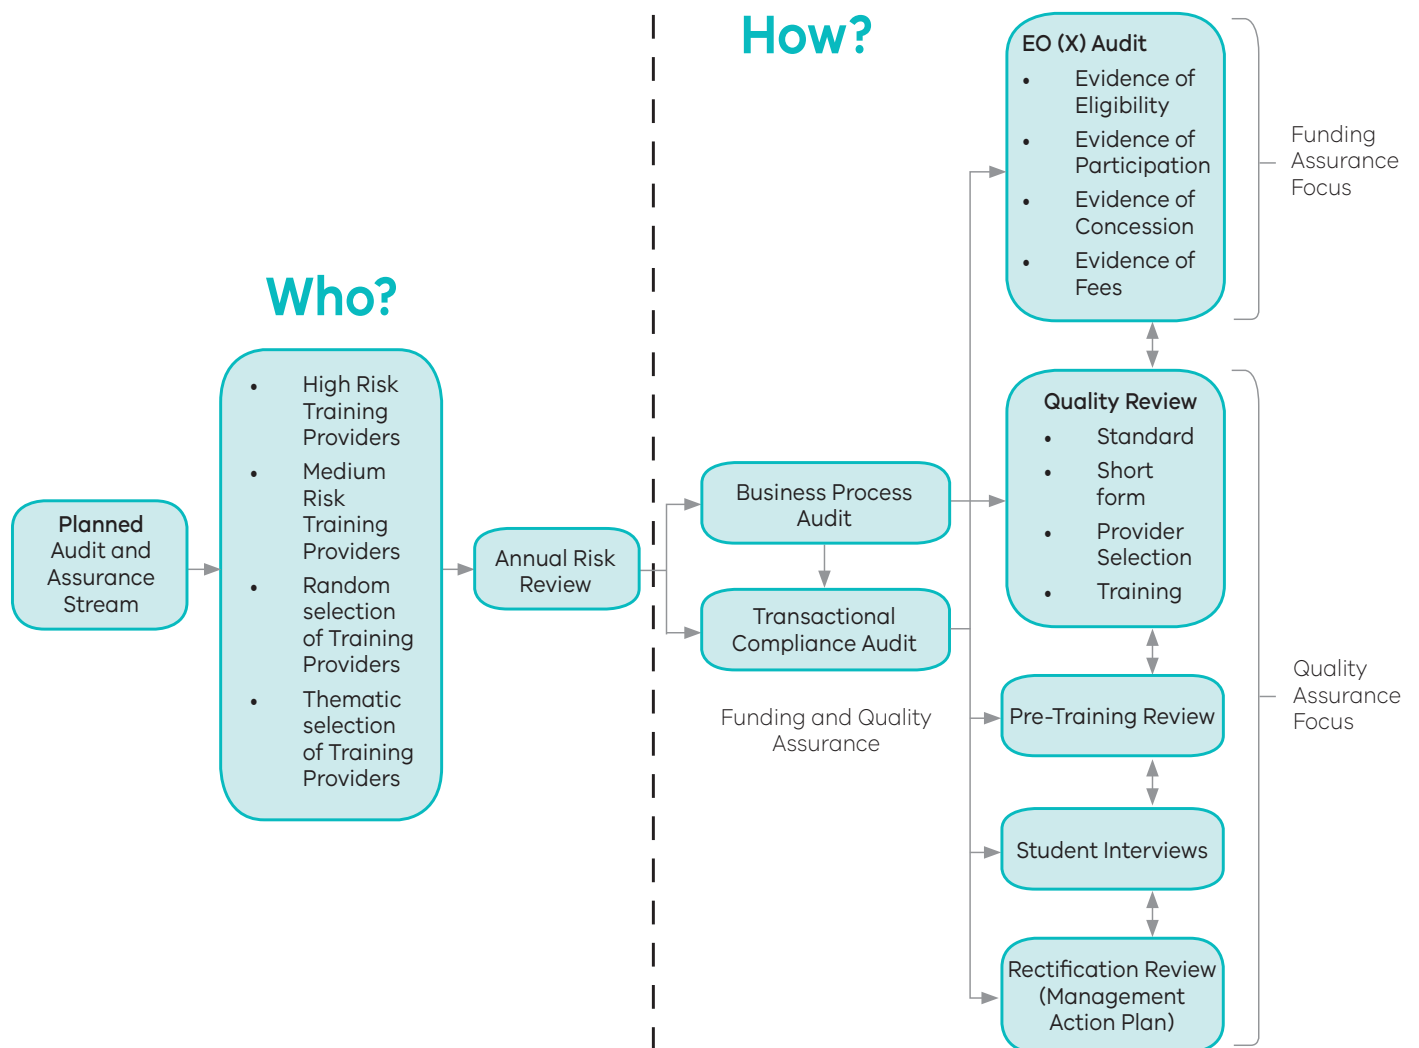 Who?
Planned
Audit and
Assurance
Stream
• High Risk
Training
Providers
• Medium
Risk
Training
Providers
• Random
selection
of Training
Providers
• Thematic
selection
of Training
Providers
Annual Risk
Review
How?
Business Process
Audit
Transactional
Compliance Audit
Funding and Quality
Assurance
EO (X) Audit
• Evidence of
Eligibility
• Evidence of
Participation
• Evidence of
Concession
• Evidence of
Fees
Funding
Assurance
Focus
Quality Review
• Standard
• Short
form
• Provider
Selection
• Training
Pre-Training Review
Student Interviews
Rectification Review
(Management
Action Plan)
Quality
Assurance
Focus